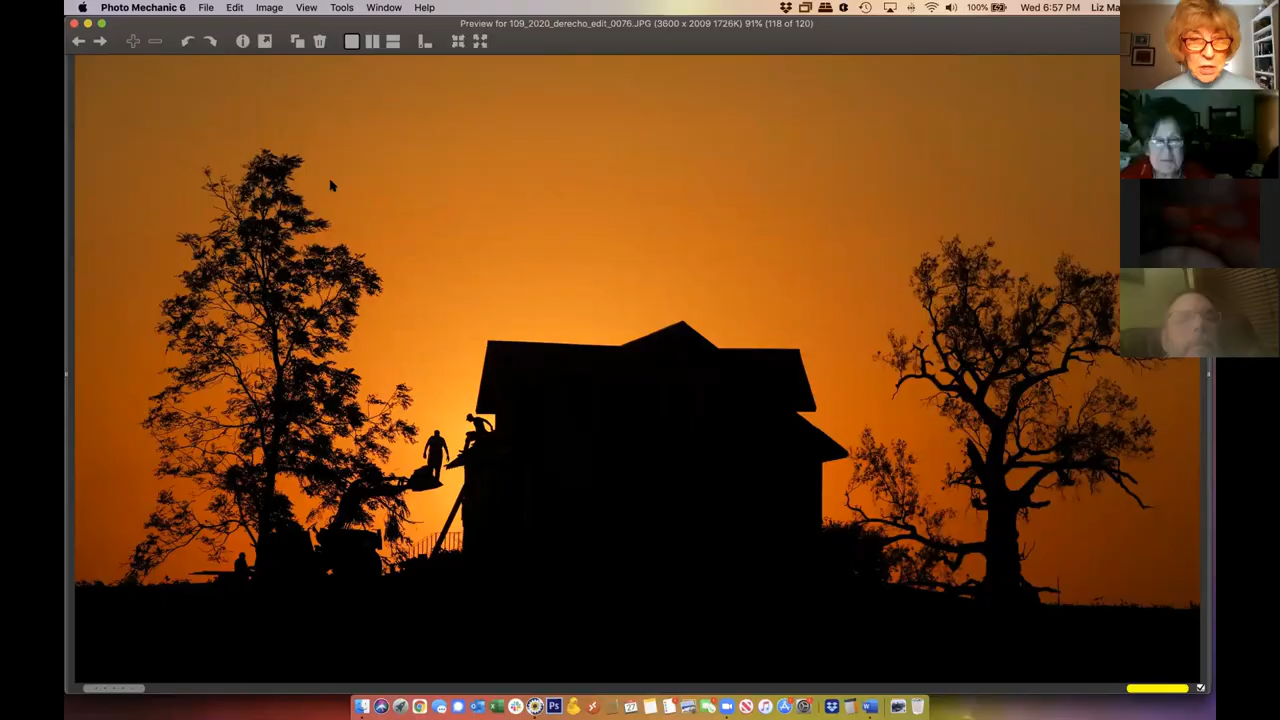 Photo Mechanic 6 File Edit Image View Tools Window Help 100% Wed 6:57 PM Liz Ma
Preview for 109_2020_derecho_edit_0076.JPG (3600 x 2009 1726K) 91% (118 of 120)